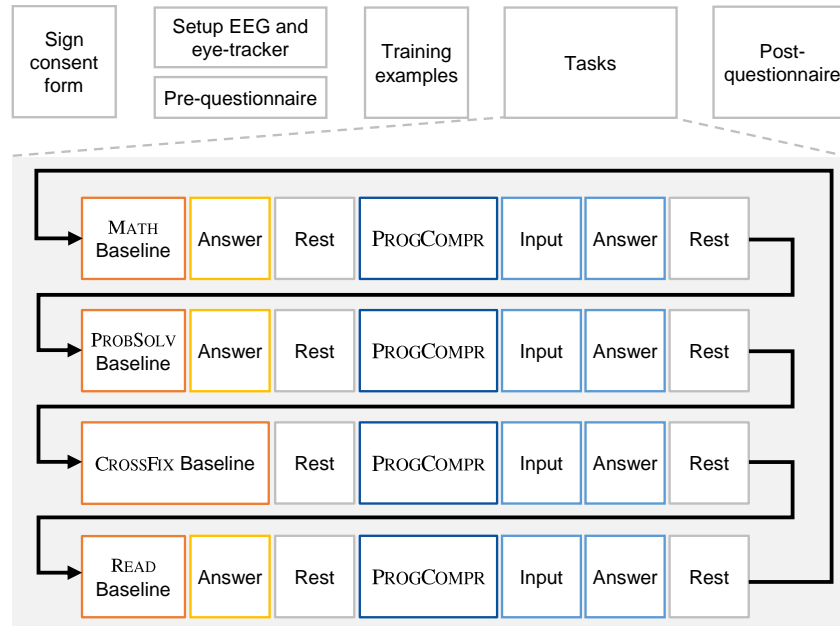 Sign
consent
form
Setup EEG and
eye-tracker
Pre-questionnaire
Training
examples
Tasks
Post-
questionnaire
MATH
Baseline
Answer
Rest
PROGCOMPR
Input
Answer
Rest
PROBSOLV
Baseline
Answer
Rest
PROGCOMPR
Input
Answer
Rest
CROSSFIX Baseline
Rest
PROGCOMPR
Input
Answer
Rest
READ
Baseline
Answer
Rest
PROGCOMPR
Input
Answer
Rest